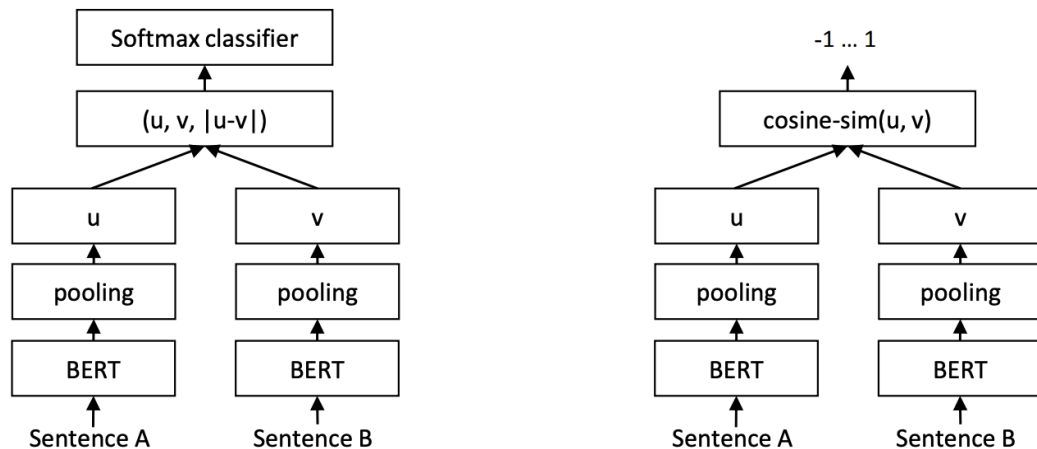 Softmax classifier
(u, v, |u-v|)
u
v
pooling
pooling
BERT
BERT
Sentence A
Sentence B
-1 … 1
cosine-sim(u, v)
u
v
pooling
pooling
BERT
BERT
Sentence A
Sentence B